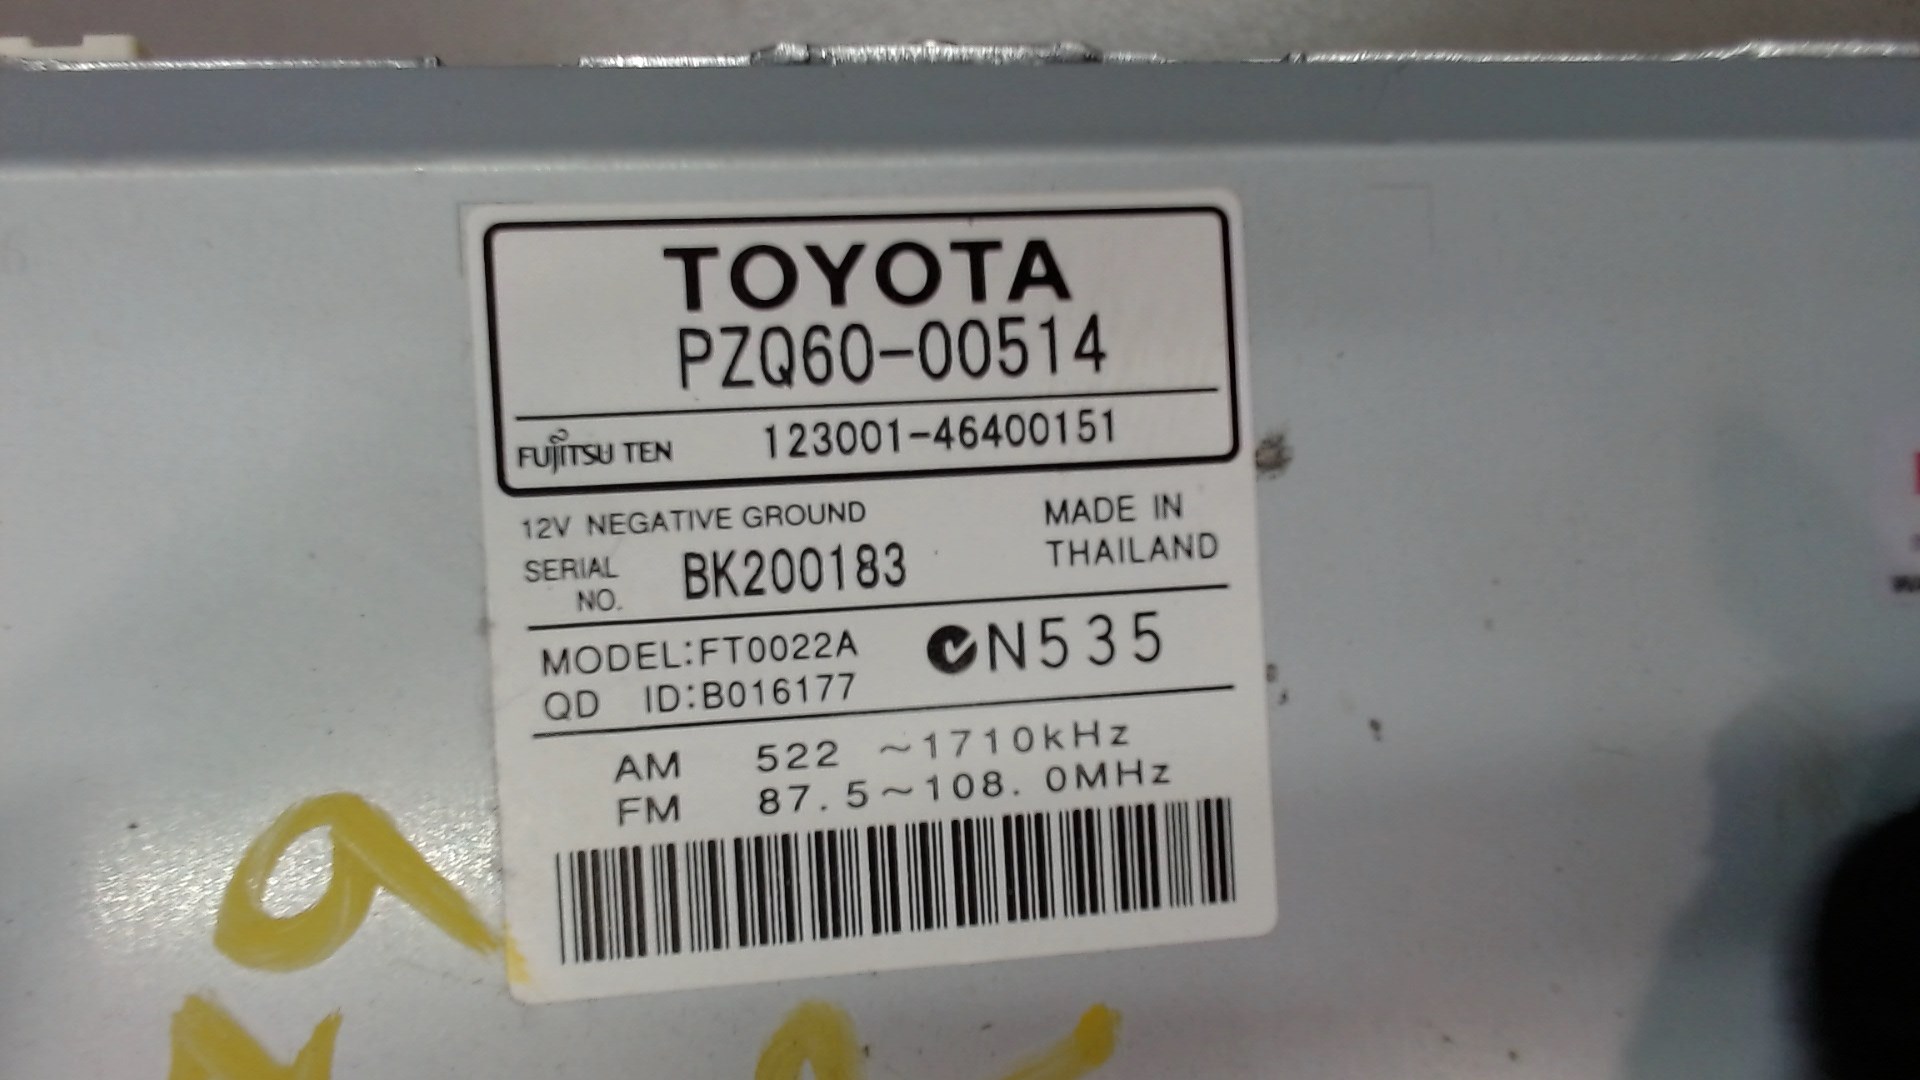 TOYOTA
PZQ60-00514
FUJITSU TEN 123001-46400151
12V NEGATIVE GROUND
SERIAL NO. BK200183
MADE IN
THAILAND
MODEL:FT0022A
QD ID:B016177
N535
AM 522 ~1710kHz
FM 87.5~108.0MHz